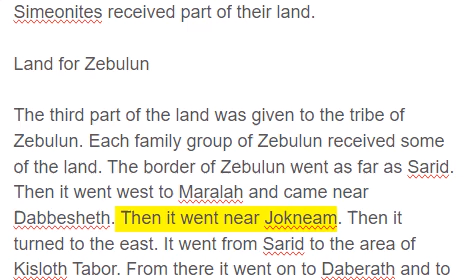 Simeonites received part of their land.
Land for Zebulun
The third part of the land was given to the tribe of
Zebulun. Each family group of Zebulun received some
of the land. The border of Zebulun went as far as Sarid.
Then it went west to Maralah and came near
Dabbesheth. Then it went near Jokneam. Then it
turned to the east. It went from Sarid to the area of
Kisloth Tabor. From there it went on to Daberath and to